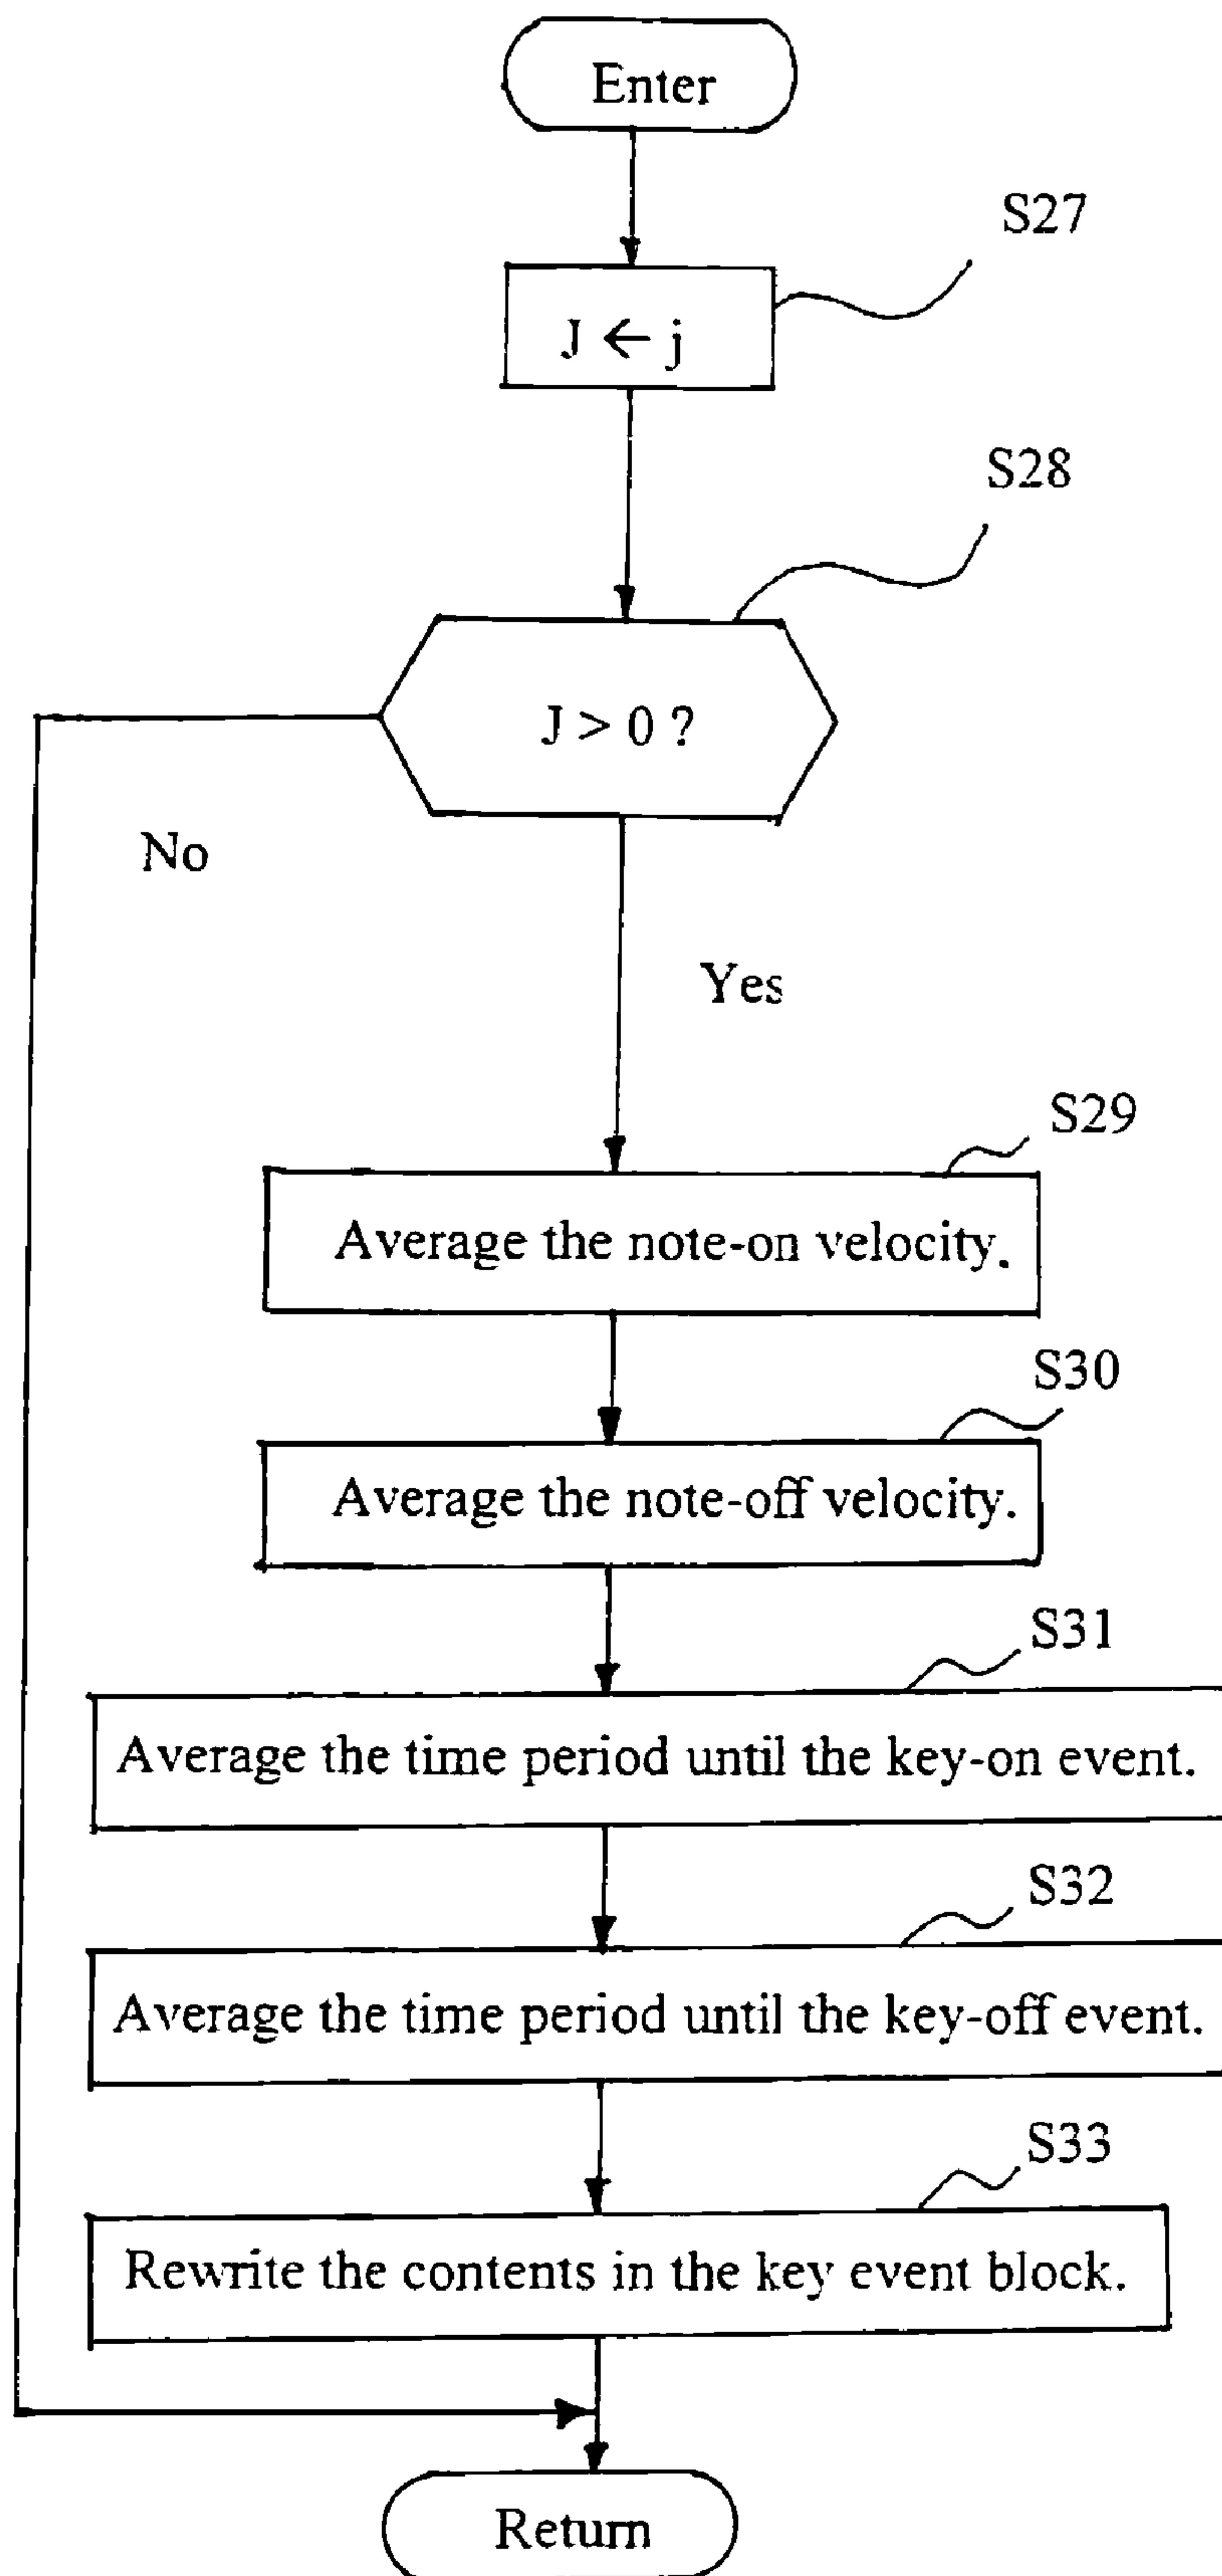 Enter
S27
J ← j
S28
J > 0 ?
No
Yes
S29
Average the note-on velocity.
S30
Average the note-off velocity.
S31
Average the time period until the key-on event.
S32
Average the time period until the key-off event.
S33
Rewrite the contents in the key event block.
Return